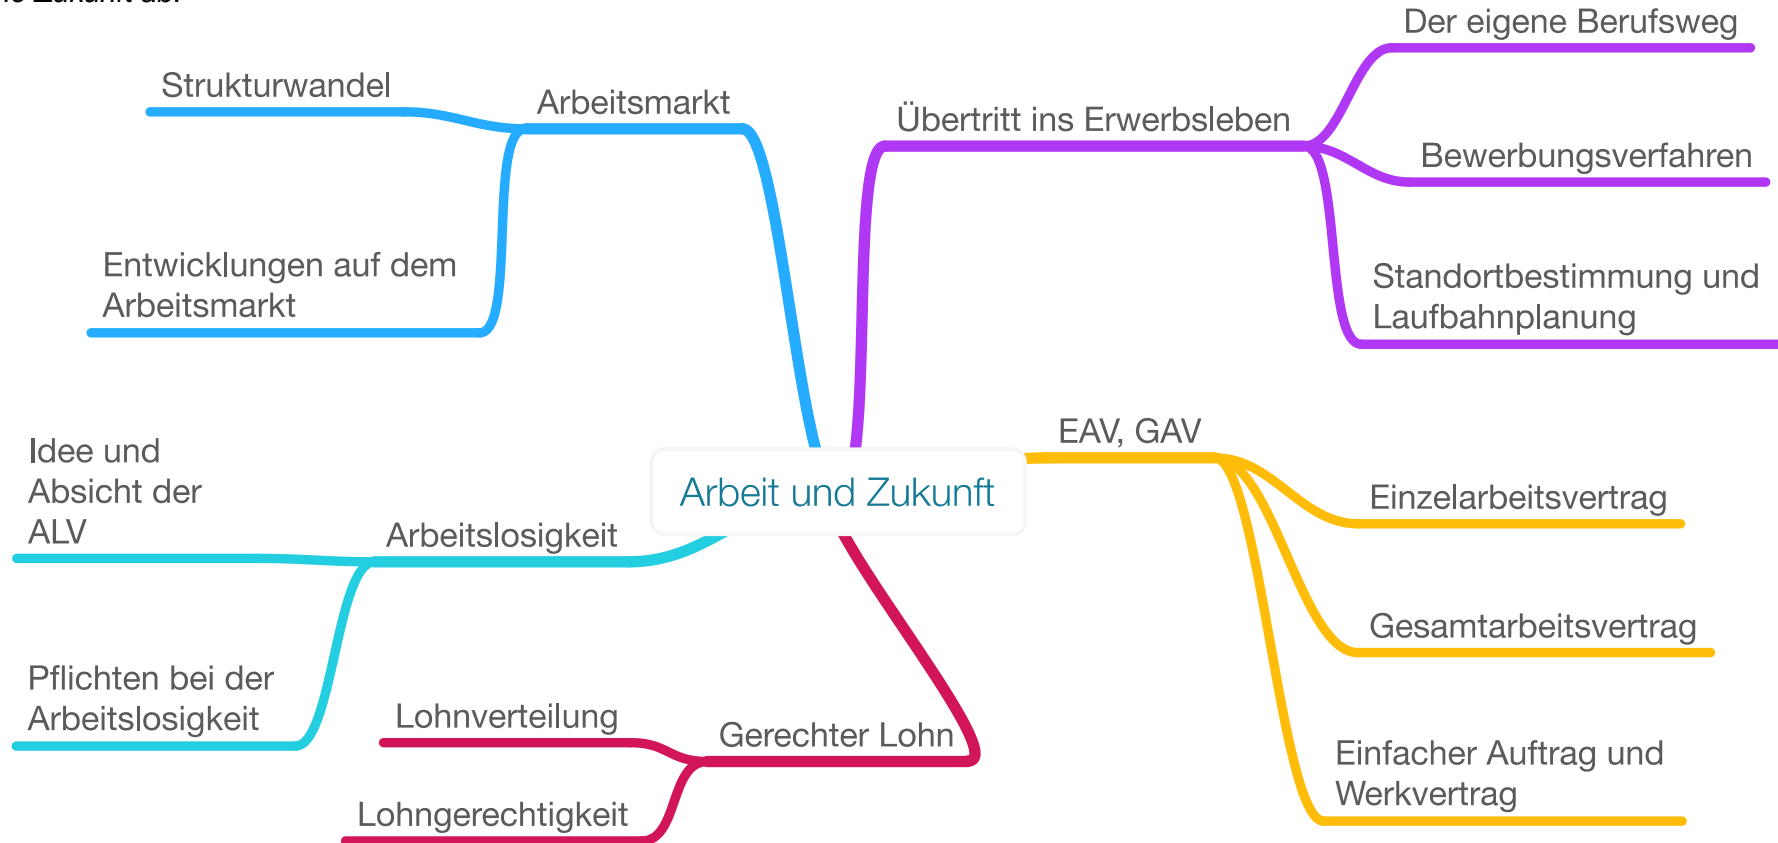 Zukunft ab.
Der eigene Berufsweg
Strukturwandel
Arbeitsmarkt
Übertritt ins Erwerbsleben
Bewerbungsverfahren
Entwicklungen auf dem
Arbeitsmarkt
Standortbestimmung und
Laufbahnplanung
EAV, GAV
Idee und
Absicht der
ALV
Arbeit und Zukunft
Einzelarbeitsvertrag
Arbeitslosigkeit
Gesamtarbeitsvertrag
Pflichten bei der
Arbeitslosigkeit
Lohnverteilung
Gerechter Lohn
Einfacher Auftrag und
Werkvertrag
Lohngerechtigkeit